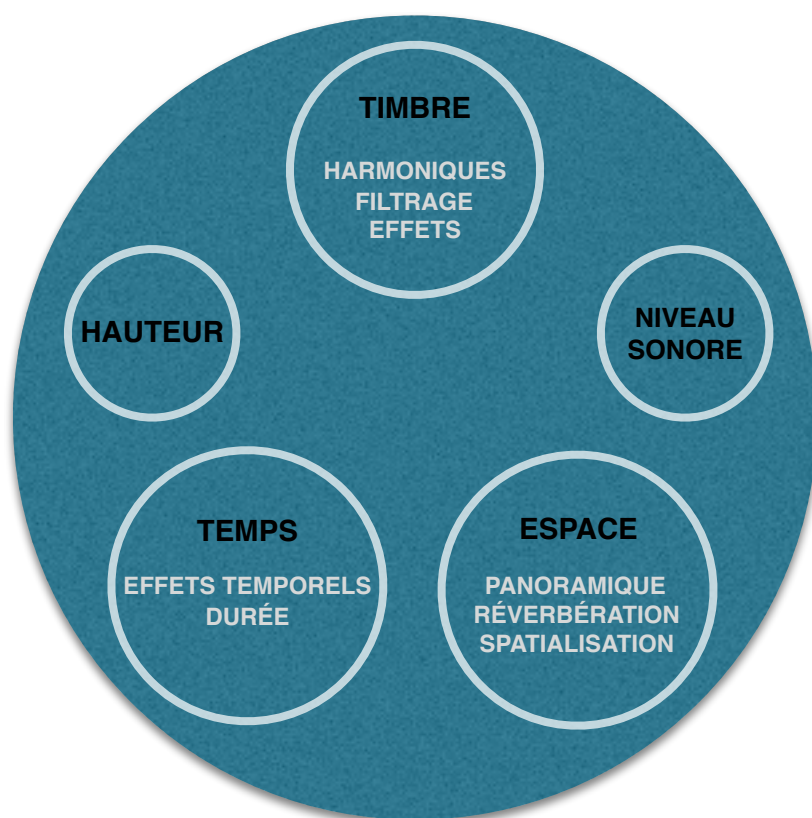 TIMBRE
HARMONIQUES
FILTRAGE
EFFETS
HAUTEUR
NIVEAU
SONORE
TEMPS
EFFETS TEMPORELS
DURÉE
ESPACE
PANORAMIQUE
RÉVERBÉRATION
SPATIALISATION